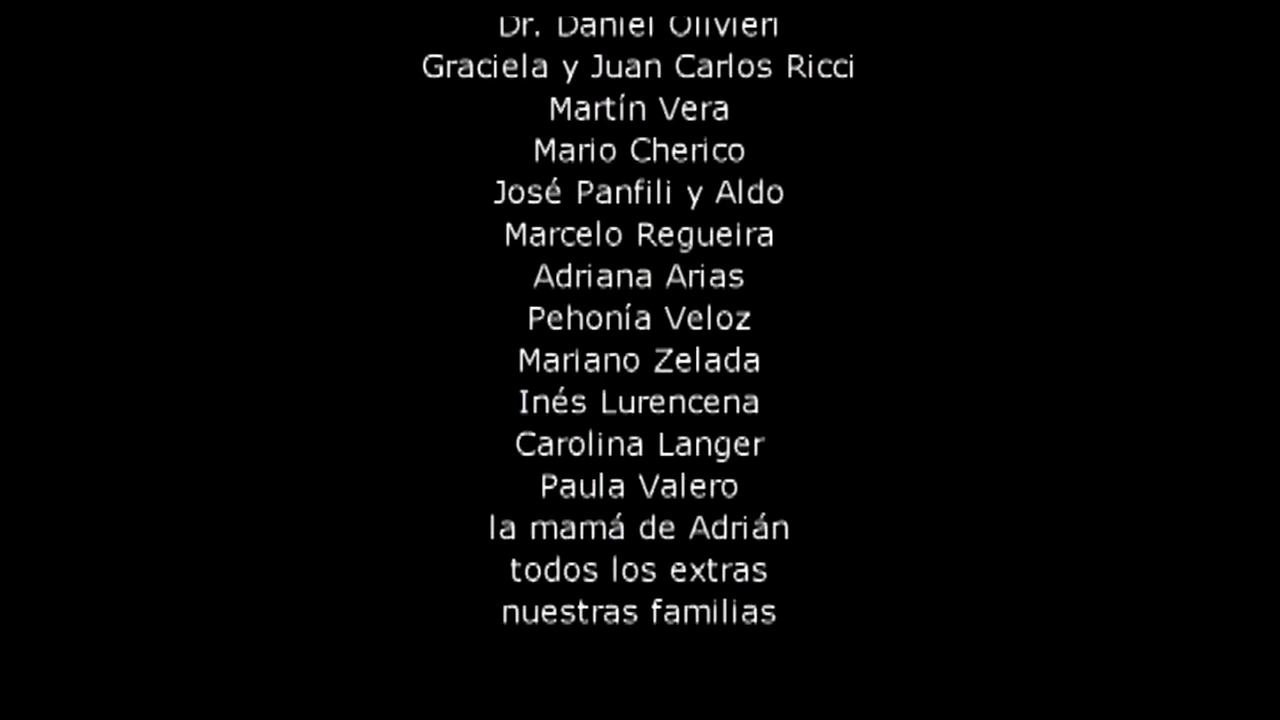 Dr. Daniel Olivieri
Graciela y Juan Carlos Ricci
Martín Vera
Mario Cherico
José Panfili y Aldo
Marcelo Regueira
Adriana Arias
Pehonía Veloz
Mariano Zelada
Inés Lurencena
Carolina Langer
Paula Valero
la mamá de Adrián
todos los extras
nuestras familias